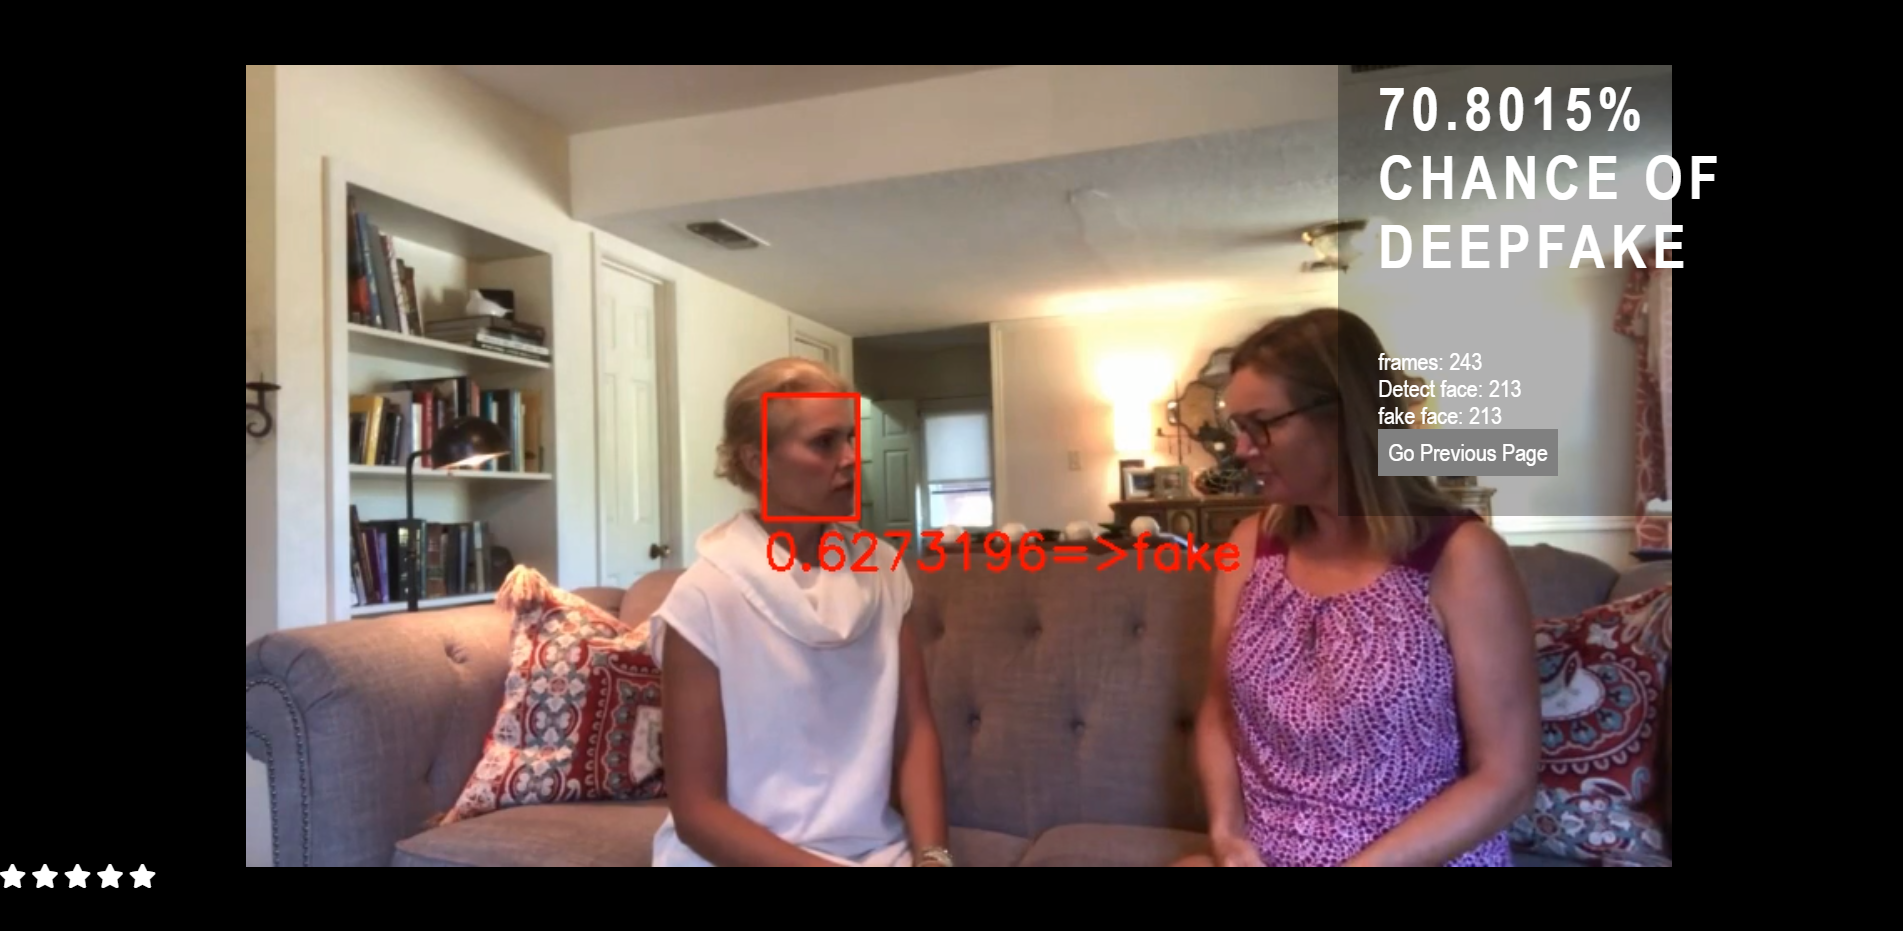 70.8015%
CHANCE OF
DEEPFAKE
frames: 243
Detect face: 213
fake face: 213
Go Previous Page
0.6273196=>fake